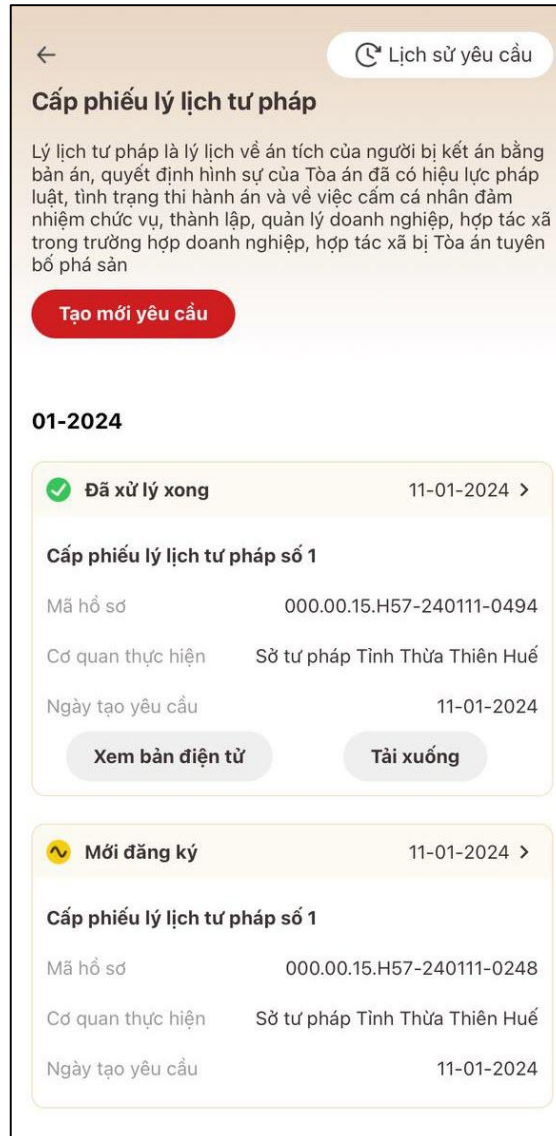 Lịch sử yêu cầu
Cấp phiếu lý lịch tư pháp
Lý lịch tư pháp là lý lịch về án tích của người bị kết án bằng
bản án, quyết định hình sự của Tòa án đã có hiệu lực pháp
luật, tình trạng thi hành án và về việc cấm cá nhân đảm
nhiệm chức vụ, thành lập, quản lý doanh nghiệp, hợp tác xã
trong trường hợp doanh nghiệp, hợp tác xã bị Tòa án tuyên
bố phá sản
Tạo mới yêu cầu
01-2024
Đã xử lý xong 11-01-2024
Cấp phiếu lý lịch tư pháp số 1
Mã hồ sơ 000.00.15.H57-240111-0494
Cơ quan thực hiện Sở tư pháp Tỉnh Thừa Thiên Huế
Ngày tạo yêu cầu 11-01-2024
Xem bản điện tử Tải xuống
Mới đăng ký 11-01-2024
Cấp phiếu lý lịch tư pháp số 1
Mã hồ sơ 000.00.15.H57-240111-0248
Cơ quan thực hiện Sở tư pháp Tỉnh Thừa Thiên Huế
Ngày tạo yêu cầu 11-01-2024